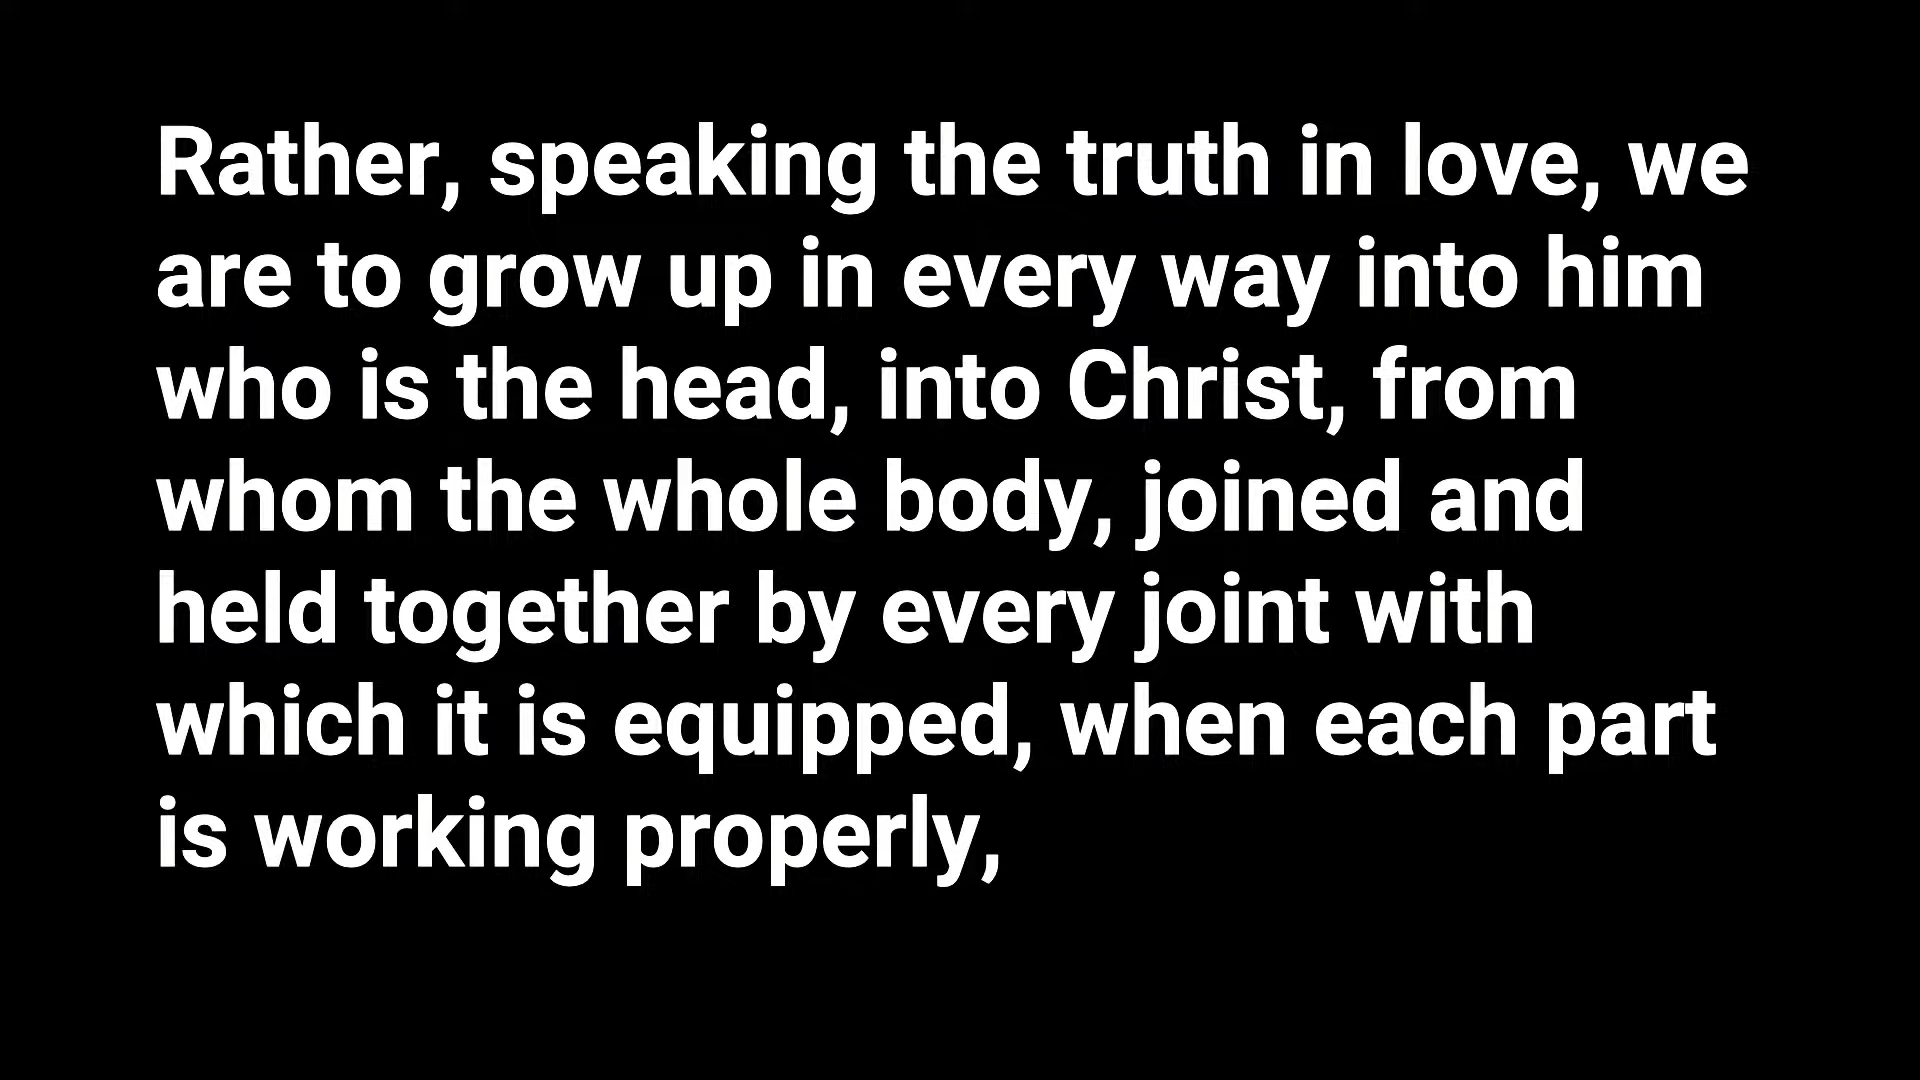 Rather, speaking the truth in love, we
are to grow up in every way into him
who is the head, into Christ, from
whom the whole body, joined and
held together by every joint with
which it is equipped, when each part
is working properly,